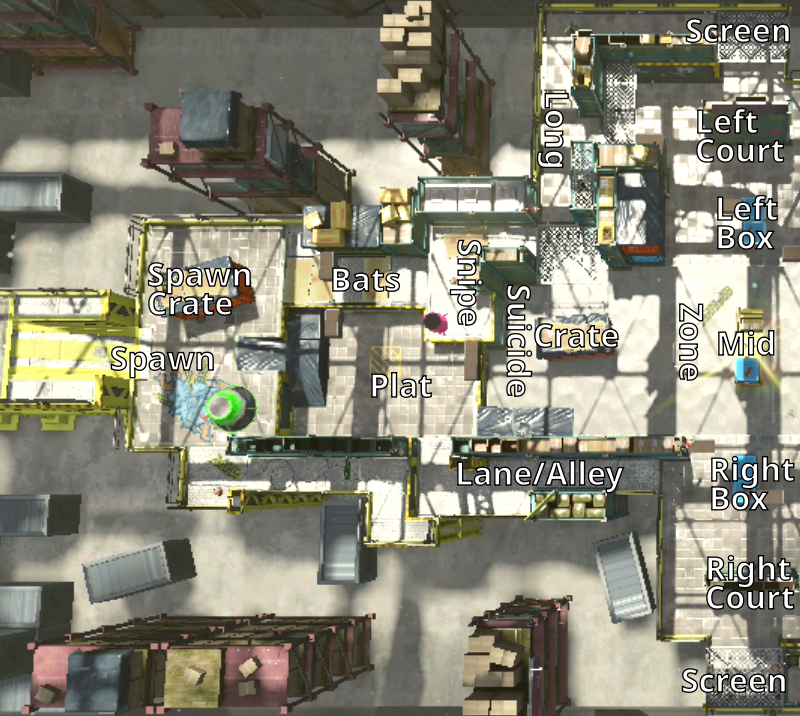 Screen
Long
Left
Court
Left
Box
Spawn
Crate
Bats
Snipe
Suicide
Crate
Zone
Mid
Spawn
Plat
Lane/Alley
Right
Box
Right
Court
Screen